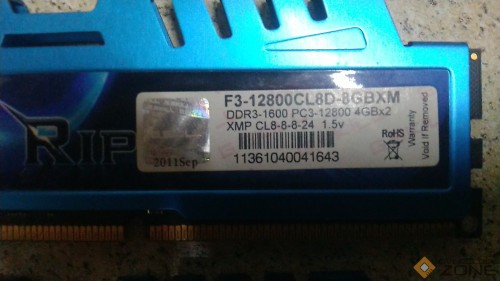 F3-12800CL8D-8GBXM
DDR3-1600 PC3-12800 4GBx2
XMP CL8-8-8-24 1.5v
RoHS
Warranty
Void If Removed
RIP
2011Sep
11361040041643
ZONE